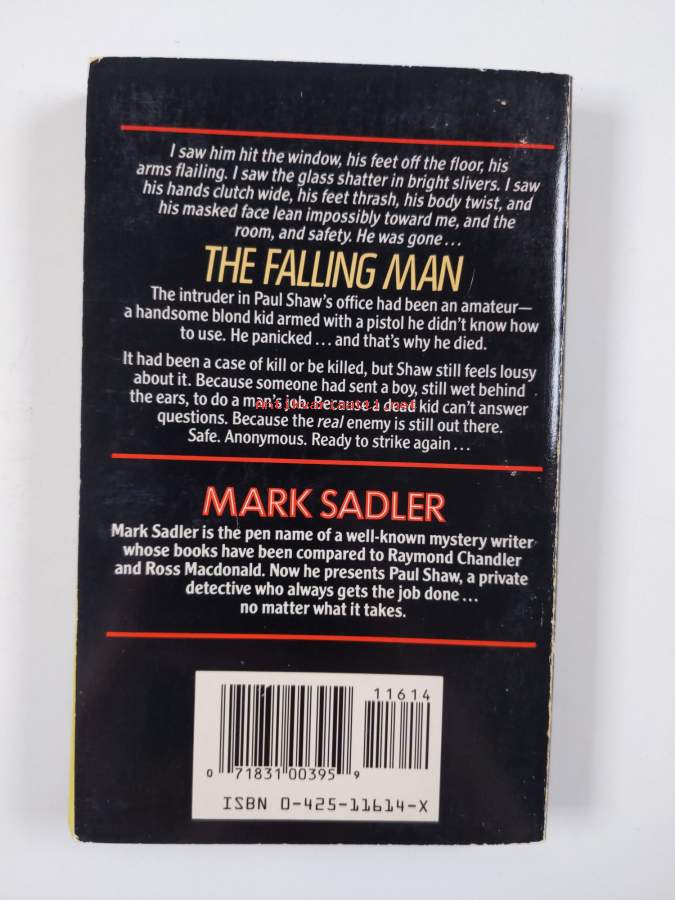 I saw him hit the window, his feet off the floor, his
arms flailing. I saw the glass shatter in bright slivers. I saw
his hands clutch wide, his feet thrash, his body twist, and
his masked face lean impossibly toward me, and the
room, and safety. He was gone...
THE FALLING MAN
The intruder in Paul Shaw's office had been an amateur—
a handsome blond kid armed with a pistol he didn't know how
to use. He panicked... and that's why he died.
It had been a case of kill or be killed, but Shaw still feels lousy
about it. Because someone had sent a boy, still wet behind
the ears, to do a man's job. Because a dead kid can't answer
questions. Because the real enemy is still out there.
Safe. Anonymous. Ready to strike again...
MARK SADLER
Mark Sadler is the pen name of a well-known mystery writer
whose books have been compared to Raymond Chandler
and Ross Macdonald. Now he presents Paul Shaw, a private
detective who always gets the job done...
no matter what it takes.
11614
0 71831 00395 9
ISBN 0-425-11614-X